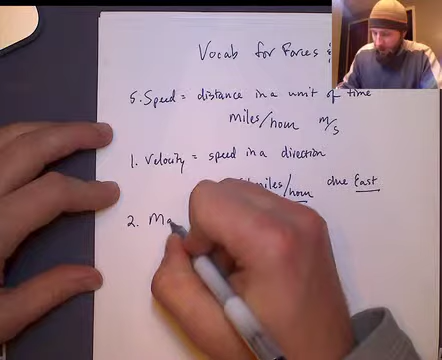 Vocab for Forces
5. Speed = distance in a unit of time
miles/hour m/s
1. Velocity = speed in a direction
miles/hour due East
2. Ma